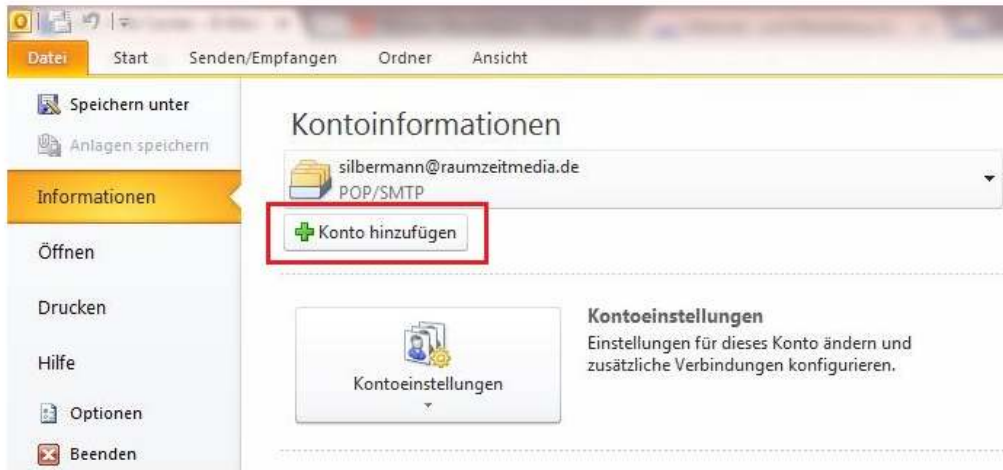 Datei Start Senden/Empfangen Ordner Ansicht
Speichern unter
Anlagen speichern
Informationen
Öffnen
Drucken
Hilfe
Optionen
Beenden
Kontoinformationen
silbermann@raumzeitmedia.de
POP/SMTP
Konto hinzufügen
Kontoeinstellungen
Kontoeinstellungen
Einstellungen für dieses Konto ändern und
zusätzliche Verbindungen konfigurieren.